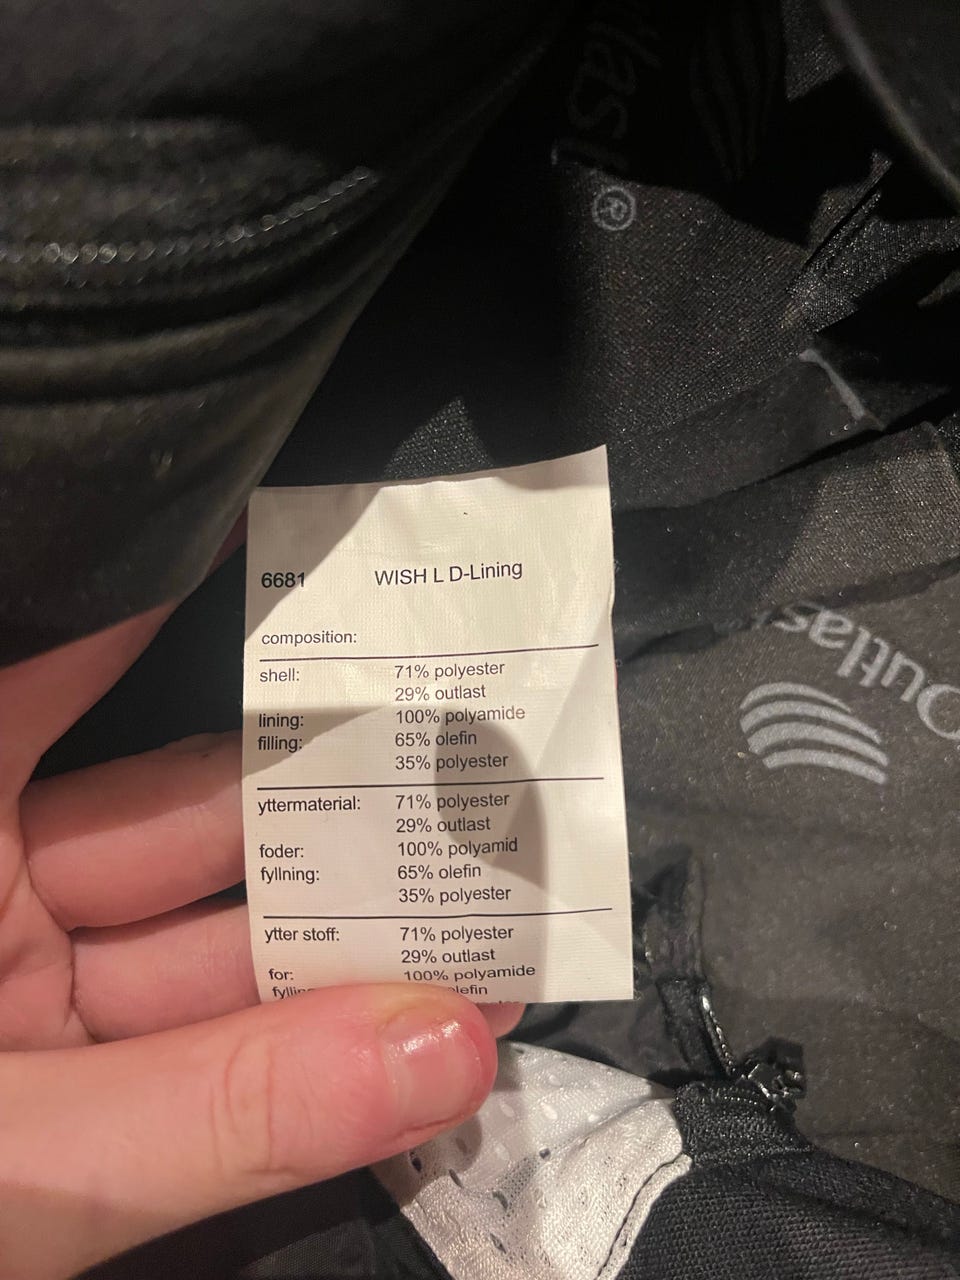 ®
6681 WISH L D-Lining
composition:
shell: 71% polyester
29% outlast
lining: 100% polyamide
filling: 65% olefin
35% polyester
yttermaterial: 71% polyester
29% outlast
foder: 100% polyamid
fyllning: 65% olefin
35% polyester
ytter stoff: 71% polyester
29% outlast
for: 100% polyamide
Outlast